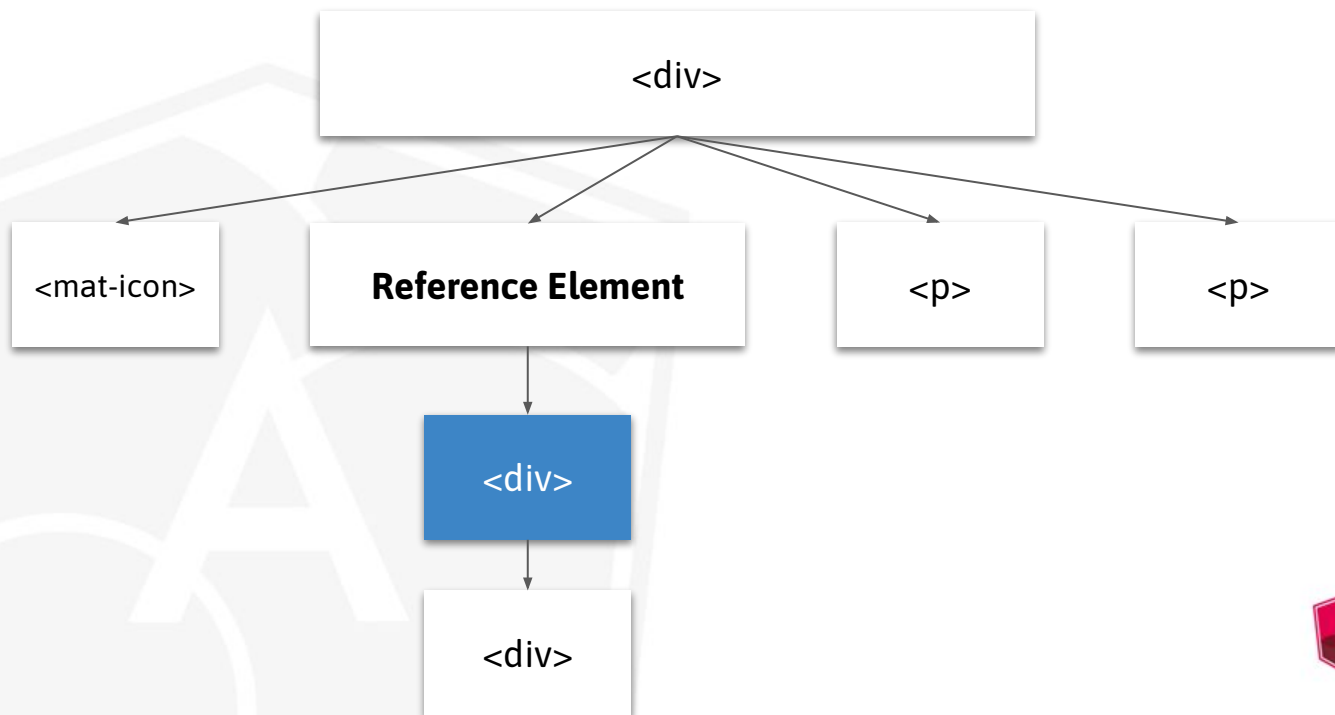 <div>
<mat-icon>
Reference Element
<p>
<p>
<div>
<div>